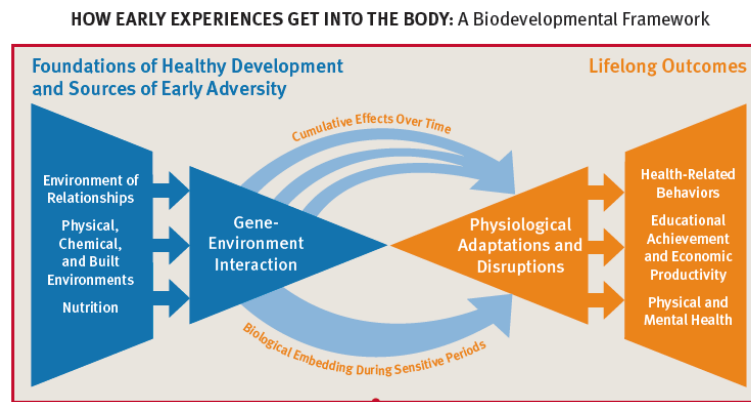 HOW EARLY EXPERIENCES GET INTO THE BODY: A Biodevelopmental Framework
Foundations of Healthy Development
and Sources of Early Adversity
Lifelong Outcomes
Cumulative Effects Over Time
Environment of
Relationships
Physical,
Chemical,
and Built
Environments
Nutrition
Gene-
Environment
Interaction
Physiological
Adaptations and
Disruptions
Health-Related
Behaviors
Educational
Achievement
and Economic
Productivity
Physical and
Mental Health
Biological Embedding During Sensitive Periods